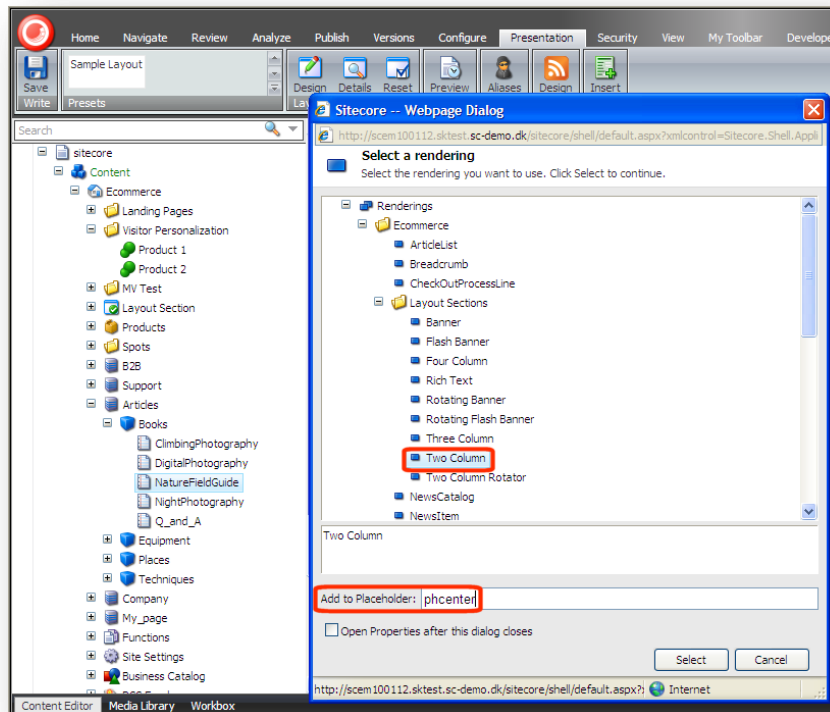 Home Navigate Review Analyze Publish Versions Configure Presentation Security View My Toolbar Develope
Sample Layout
Save
Write
Presets
Design Details Reset Preview Aliases Design Insert
Lay
Sitecore -- Webpage Dialog
http://scem100112.sktest.sc-demo.dk/sitecore/shell/default.aspx?xmlcontrol=Sitecore.Shell.Appli
Select a rendering
Select the rendering you want to use. Click Select to continue.
Search
sitecore
Content
Ecommerce
Landing Pages
Visitor Personalization
Product 1
Product 2
MV Test
Layout Section
Products
Spots
B2B
Support
Articles
Books
ClimbingPhotography
DigitalPhotography
NatureFieldGuide
NightPhotography
Q_and_A
Equipment
Places
Techniques
Company
My_page
Functions
Site Settings
Business Catalog
Renderings
Ecommerce
ArticleList
Breadcrumb
CheckOutProcessLine
Layout Sections
Banner
Flash Banner
Four Column
Rich Text
Rotating Banner
Rotating Flash Banner
Three Column
Two Column
Two Column Rotator
NewsCatalog
NewsItem
Two Column
Add to Placeholder: phcenter
Open Properties after this dialog closes
Select Cancel
http://scem100112.sktest.sc-demo.dk/sitecore/shell/default.aspx?: Internet
Content Editor Media Library Workbox